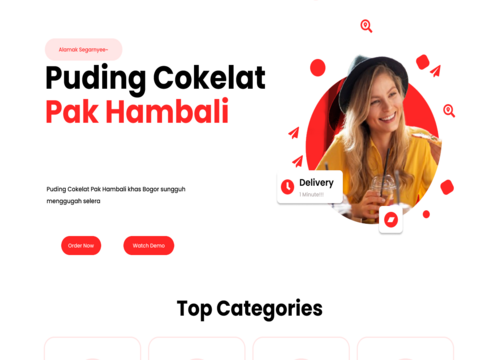 Alamak Segarnyee~
Puding Cokelat
Pak Hambali
Puding Cokelat Pak Hambali khas Bogor sungguh
menggugah selera
Order Now
Watch Demo
Delivery
1 Minute!!!
Top Categories